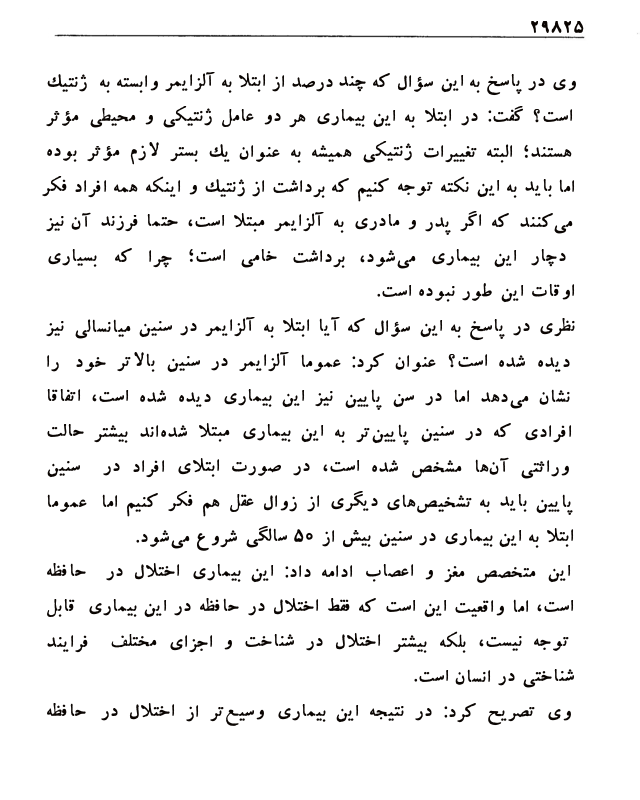 ۲۹۸۲۵
وی در پاسخ به این سؤال که چند درصد از ابتلا به آلزایمر وابسته به ژنتیك
است؟ گفت: در ابتلا به این بیماری هر دو عامل ژنتیکی و محیطی مؤثر
هستند؛ البته تغییرات ژنتیکی همیشه به عنوان یك بستر لازم مؤثر بوده
اما باید به این نکته توجه کنیم که برداشت از ژنتیك و اینکه همه افراد فکر
می‌کنند که اگر پدر و مادری به آلزایمر مبتلا است، حتما فرزند آن نیز
دچار این بیماری می‌شود، برداشت خامی است؛ چرا که بسیاری
اوقات این طور نبوده است.
نظری در پاسخ به این سؤال که آیا ابتلا به آلزایمر در سنین میانسالی نیز
دیده شده است؟ عنوان کرد: عموما آلزایمر در سنین بالاتر خود را
نشان می‌دهد اما در سن پایین نیز این بیماری دیده شده است، اتفاقا
افرادی که در سنین پایین‌تر به این بیماری مبتلا شده‌اند بیشتر حالت
وراثتی آن‌ها مشخص شده است، در صورت ابتلای افراد در سنین
پایین باید به تشخیص‌های دیگری از زوال عقل هم فکر کنیم اما عموما
ابتلا به این بیماری در سنین بیش از ۵۰ سالگی شروع می‌شود.
این متخصص مغز و اعصاب ادامه داد: این بیماری اختلال در حافظه
است، اما واقعیت این است که فقط اختلال در حافظه در این بیماری قابل
توجه نیست، بلکه بیشتر اختلال در شناخت و اجزای مختلف فرایند
شناختی در انسان است.
وی تصریح کرد: در نتیجه این بیماری وسیع‌تر از اختلال در حافظه